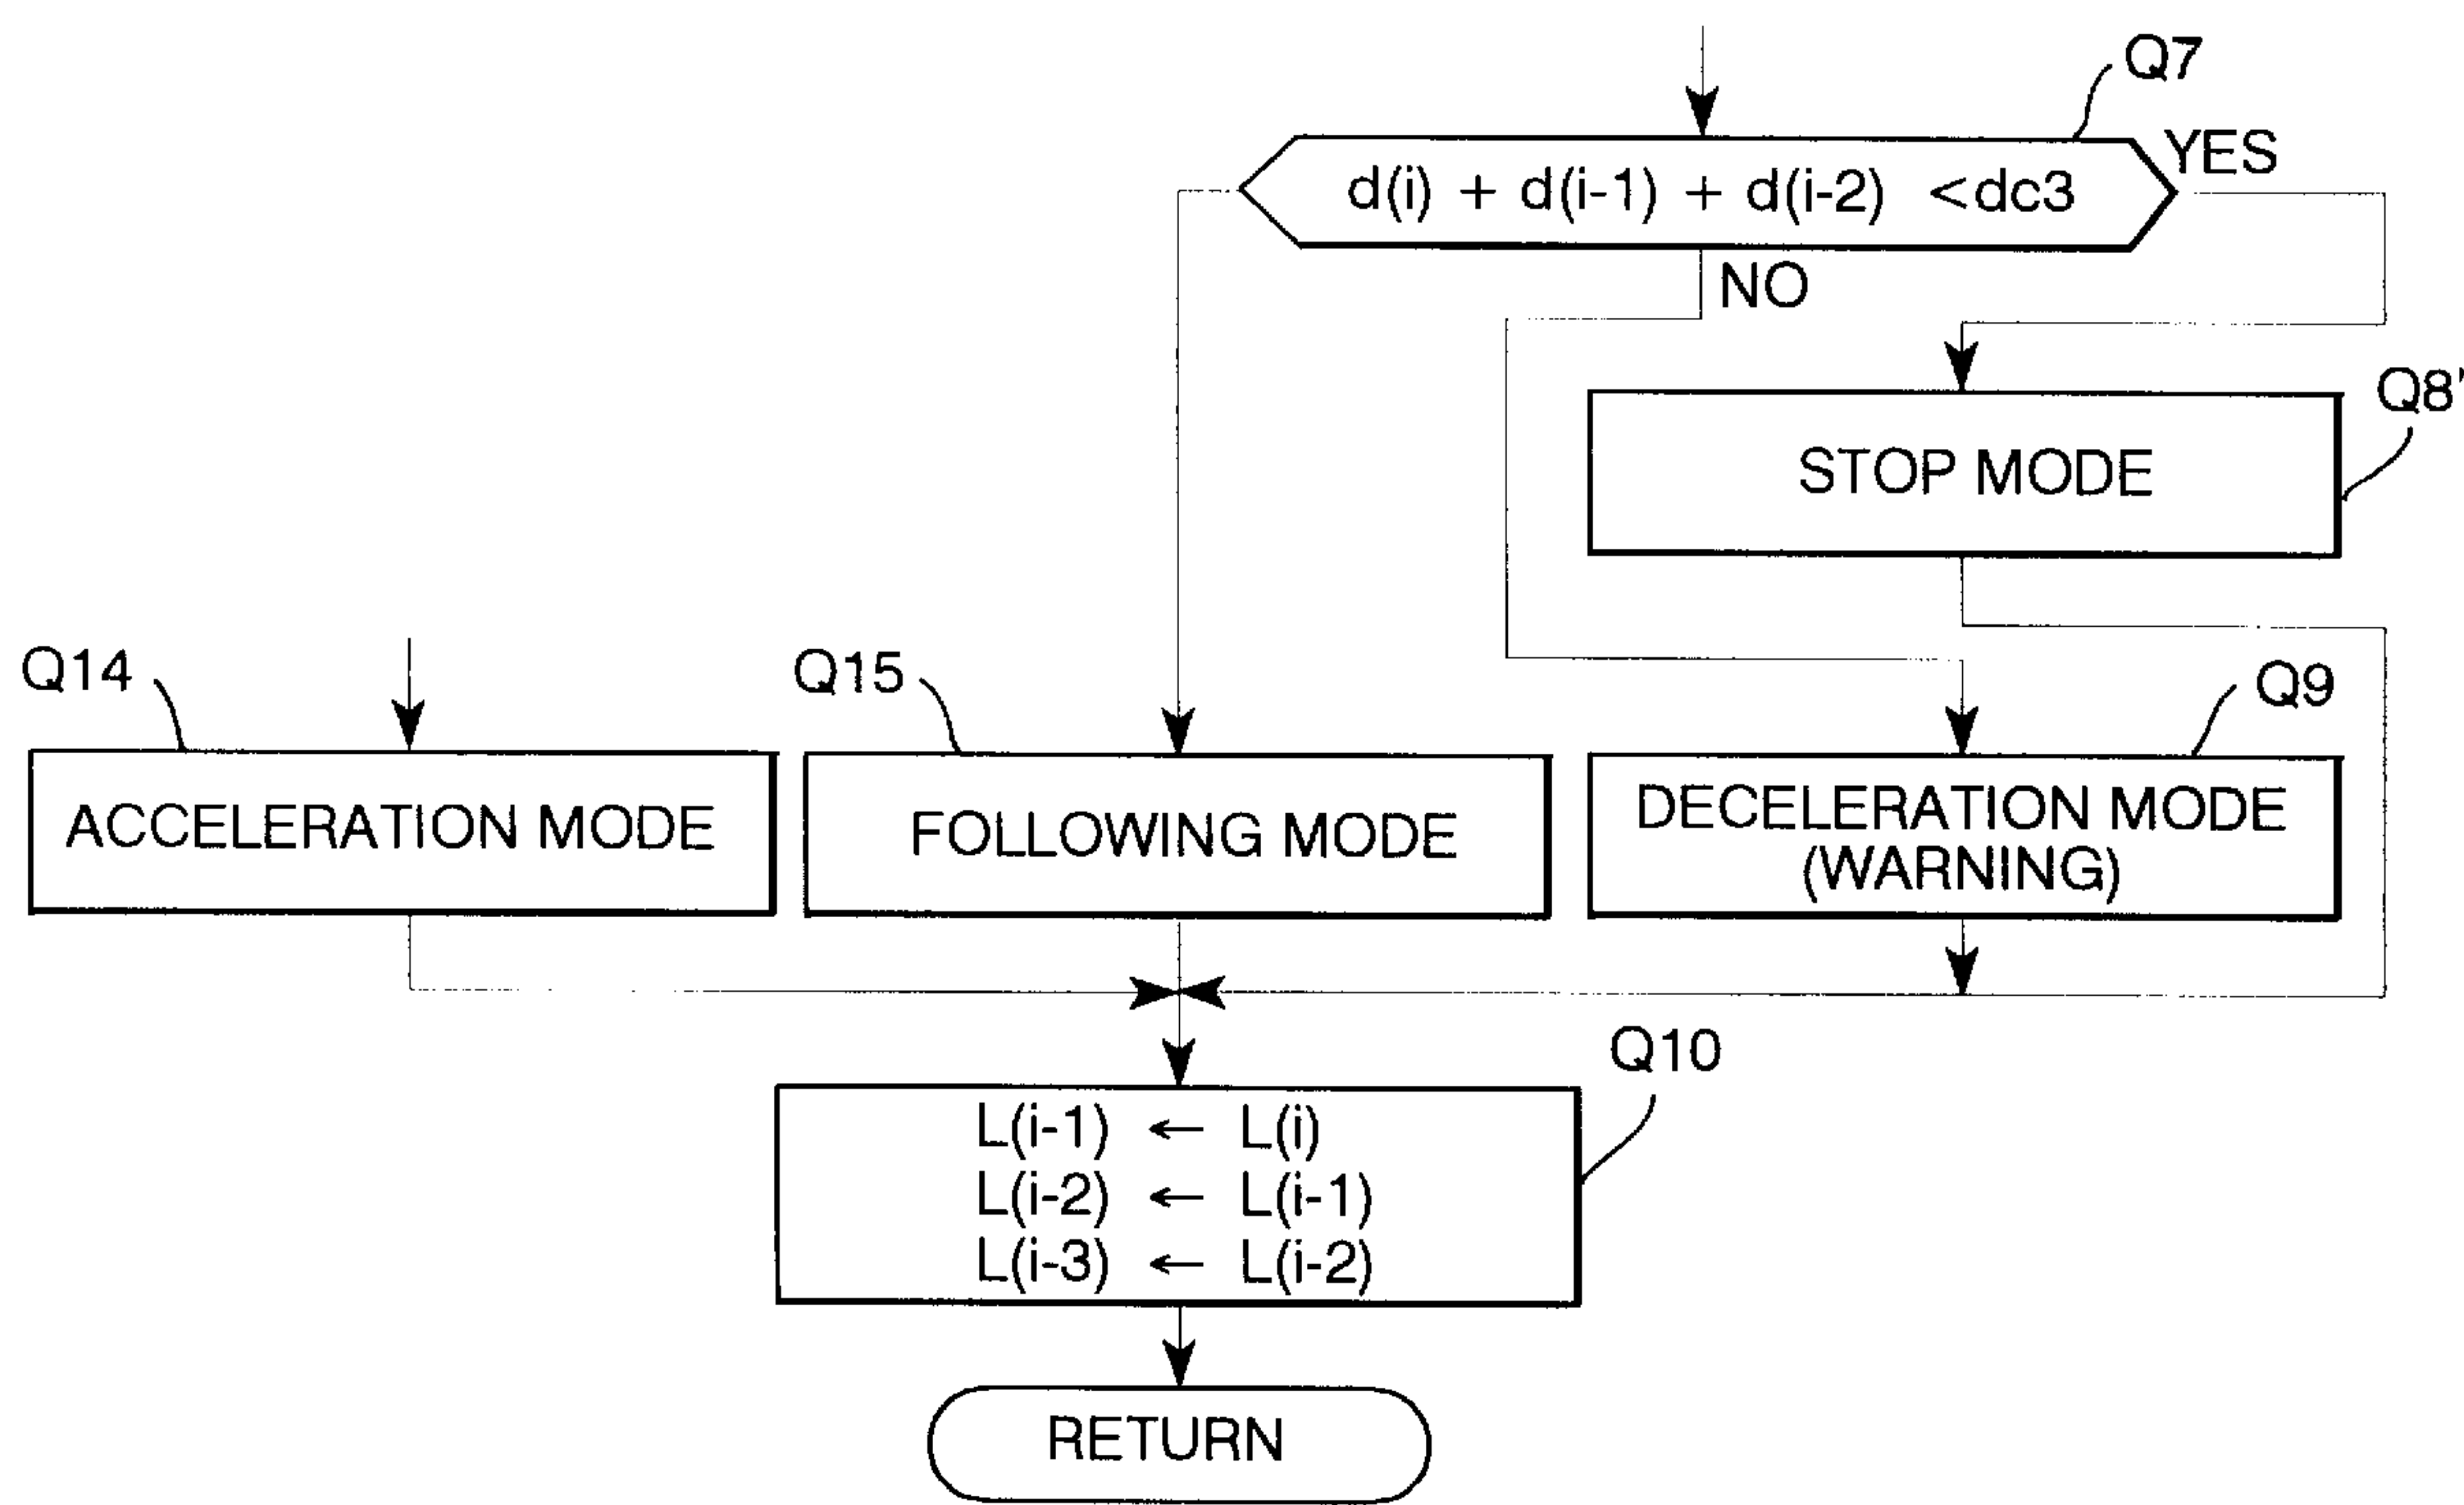 Q7
YES
d(i) + d(i-1) + d(i-2) <dc3
NO
Q8'
STOP MODE
Q14
Q15
Q9
ACCELERATION MODE
FOLLOWING MODE
DECELERATION MODE
(WARNING)
Q10
L(i-1) ← L(i)
L(i-2) ← L(i-1)
L(i-3) ← L(i-2)
RETURN